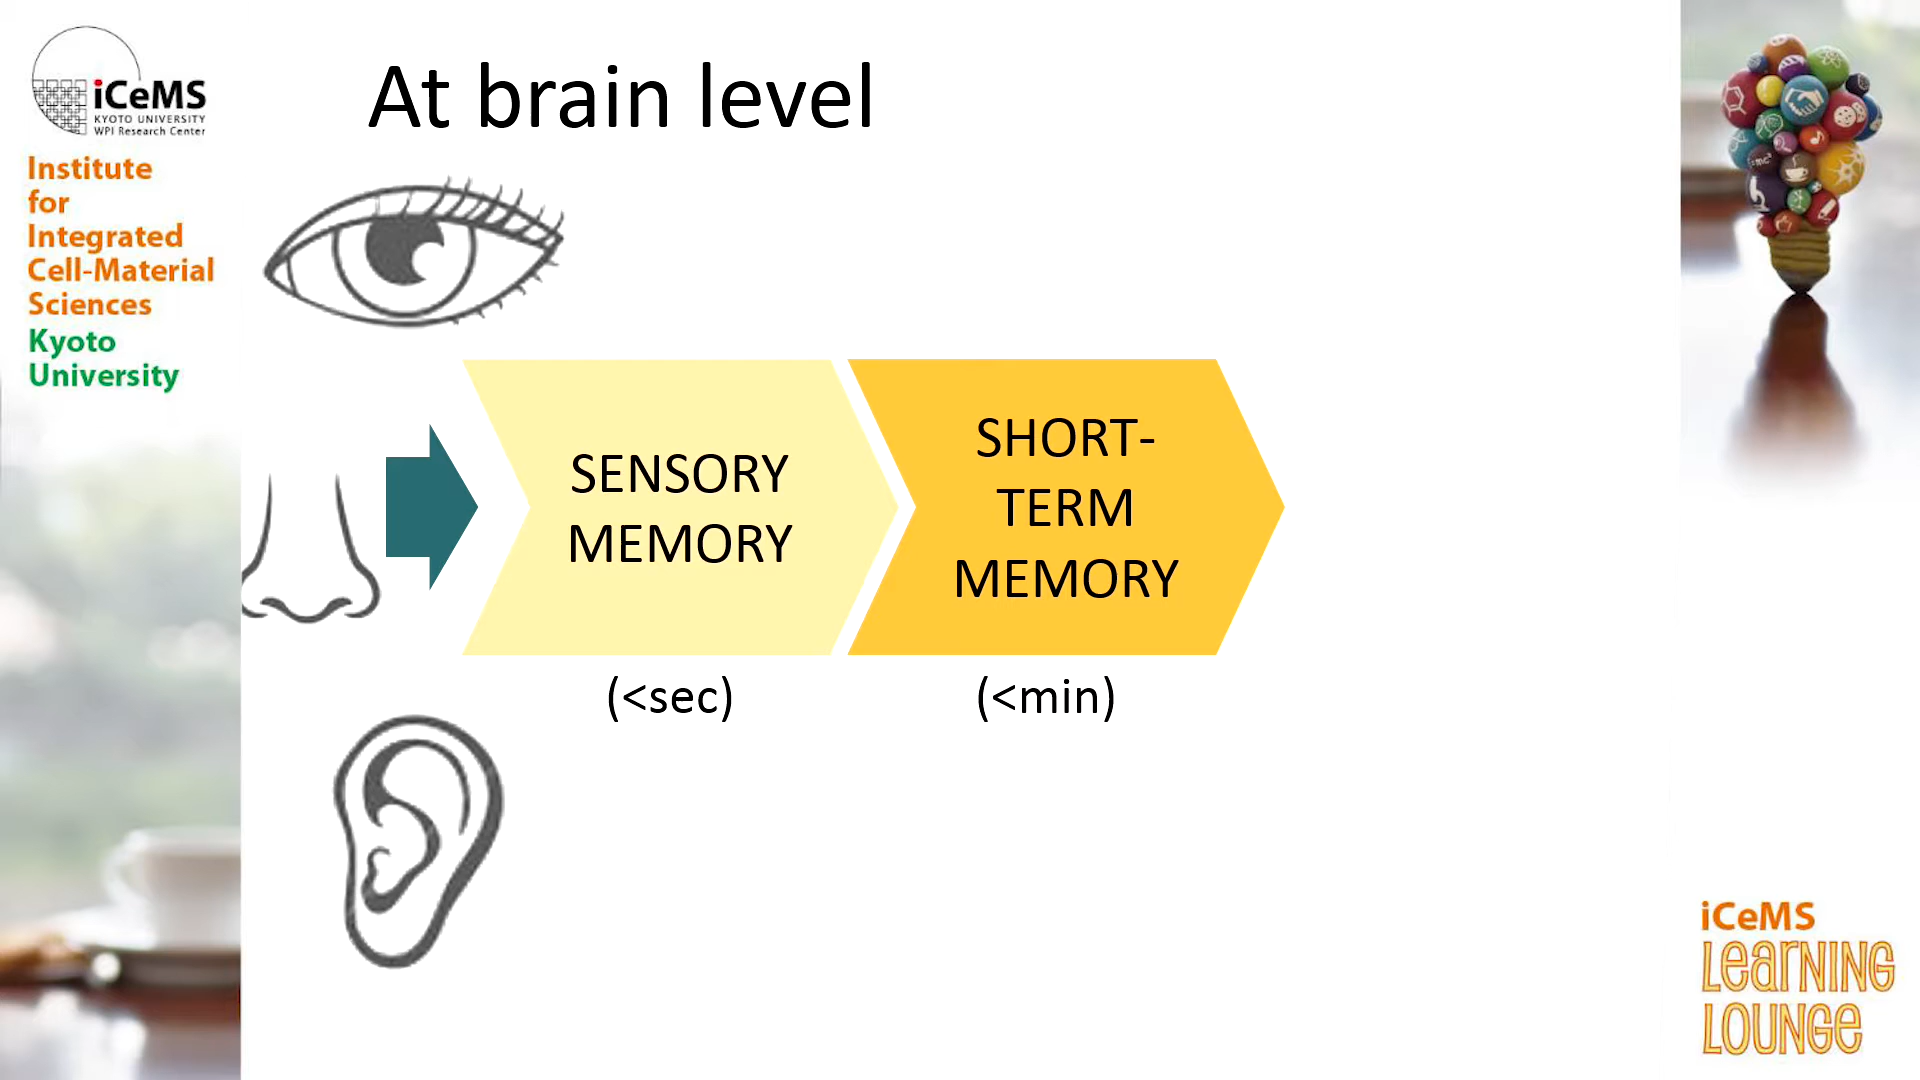 iCeMS
KYOTO UNIVERSITY
WPI Research Center
Institute
for
Integrated
Cell-Material
Sciences
Kyoto
University
At brain level
SENSORY
MEMORY
(<sec)
SHORT-
TERM
MEMORY
(<min)
iCeMS
LearNING
LOUNGe